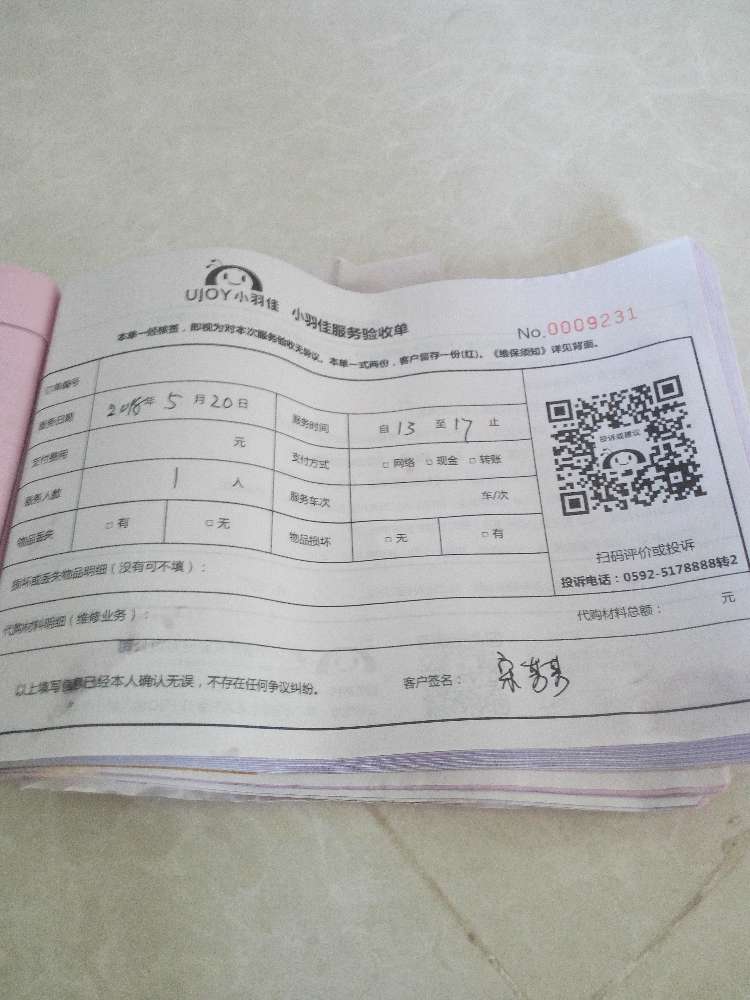 UJOY小羽佳 小羽佳服务验收单
No.0009231
本单一经核签，即视为对本次服务验收无异议。本单一式两份，客户留存一份(红)。《维保须知》详见背面。
订单编号
服务日期 2018年 5 月 20 日 服务时间 自 13 至 17 止
支付费用 元 支付方式 □ 网络 □ 现金 □ 转账
服务人数 1 人 服务车次 车/次
物品丢失 □ 有 □ 无 物品损坏 □ 无 □ 有
投诉或建议
扫码评价或投诉
投诉电话：0592-5178888转2
损坏或丢失物品明细（没有可不填）：
代购材料明细（维修业务）： 代购材料总额： 元
以上填写信息已经本人确认无误，不存在任何争议纠纷。 客户签名：